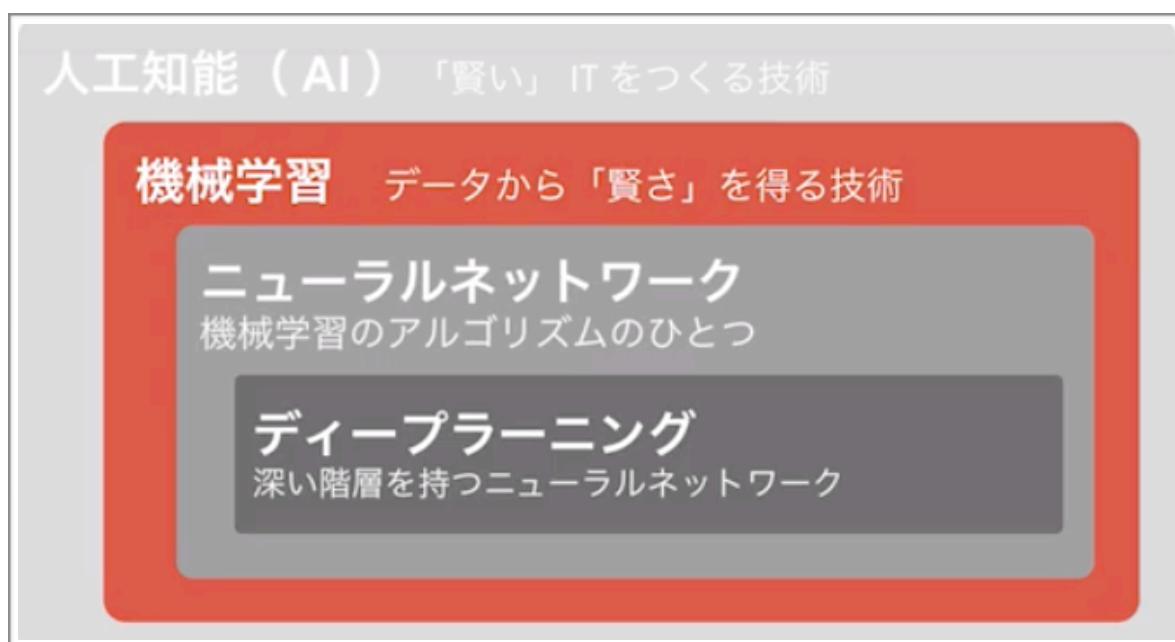 人工知能（AI） 「賢い」 ITをつくる技術
機械学習 データから「賢さ」を得る技術
ニューラルネットワーク
機械学習のアルゴリズムのひとつ
ディープラーニング
深い階層を持つニューラルネットワーク